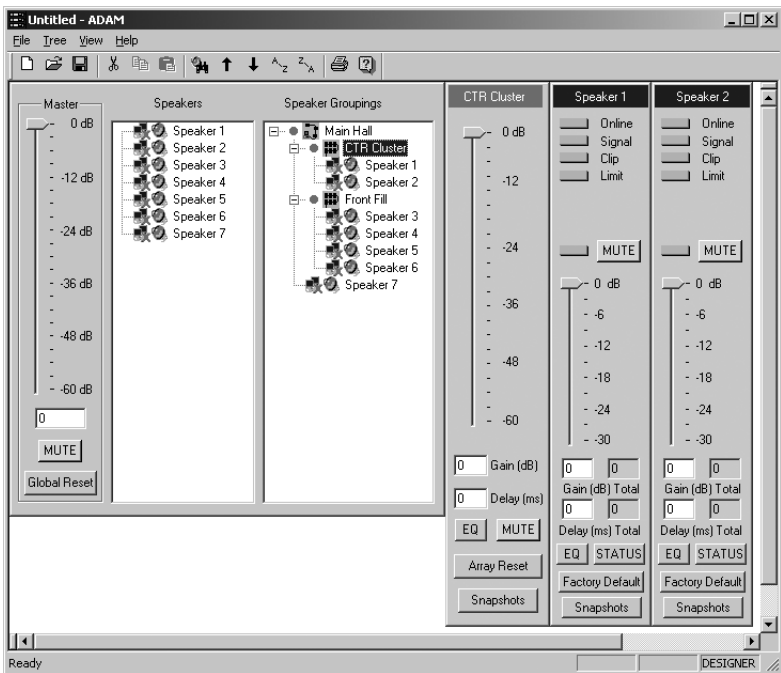 Untitled - ADAM
File Tree View Help
Master
0 dB
-12 dB
-24 dB
-36 dB
-48 dB
-60 dB
0
MUTE
Global Reset
Speakers
Speaker 1
Speaker 2
Speaker 3
Speaker 4
Speaker 5
Speaker 6
Speaker 7
Speaker Groupings
Main Hall
CTR Cluster
Speaker 1
Speaker 2
Front Fill
Speaker 3
Speaker 4
Speaker 5
Speaker 6
Speaker 7
CTR Cluster
0 dB
-12
-24
-36
-48
-60
0 Gain (dB)
0 Delay (ms)
EQ MUTE
Array Reset
Snapshots
Speaker 1
Online
Signal
Clip
Limit
MUTE
0 dB
-6
-12
-18
-24
-30
0 0
Gain (dB) Total
0 0
Delay (ms) Total
EQ STATUS
Factory Default
Snapshots
Speaker 2
Online
Signal
Clip
Limit
MUTE
0 dB
-6
-12
-18
-24
-30
0 0
Gain (dB) Total
0 0
Delay (ms) Total
EQ STATUS
Factory Default
Snapshots
Ready
DESIGNER